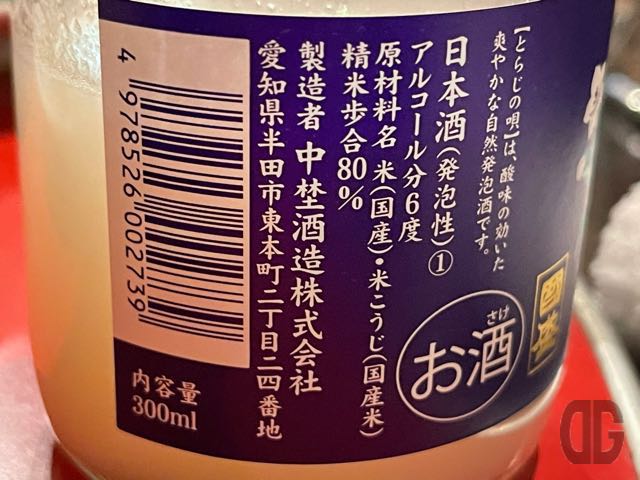 【とらじの唄】は、酸味の効いた
爽やかな自然発泡酒です。
日本酒(発泡性)①
アルコール分6度
原材料名 米(国産)・米こうじ(国産米)
精米歩合80%
製造者 中埜酒造株式会社
愛知県半田市東本町二丁目二四番地
國盛
さけ
お酒
4 978526 002739
内容量
300ml
DG